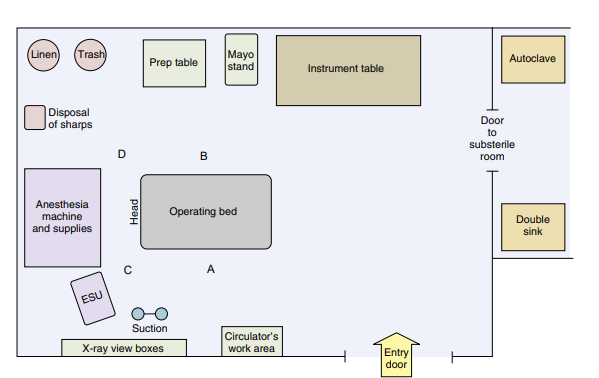 Linen
Trash
Prep table
Mayo
stand
Instrument table
Autoclave
Disposal
of sharps
Door
to
substerile
room
D
B
Anesthesia
machine
and supplies
Head
Operating bed
Double
sink
C
A
ESU
Suction
X-ray view boxes
Circulator's
work area
Entry
door